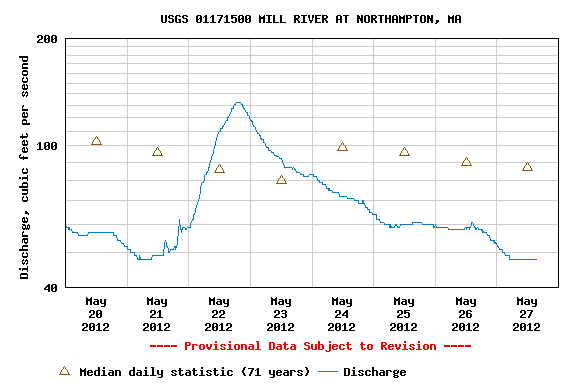 USGS 01171500 MILL RIVER AT NORTHAMPTON, MA
Discharge, cubic feet per second
200
100
40
May May May May May May May May
20 21 22 23 24 25 26 27
2012 2012 2012 2012 2012 2012 2012 2012
---- Provisional Data Subject to Revision ----
Median daily statistic (71 years) Discharge